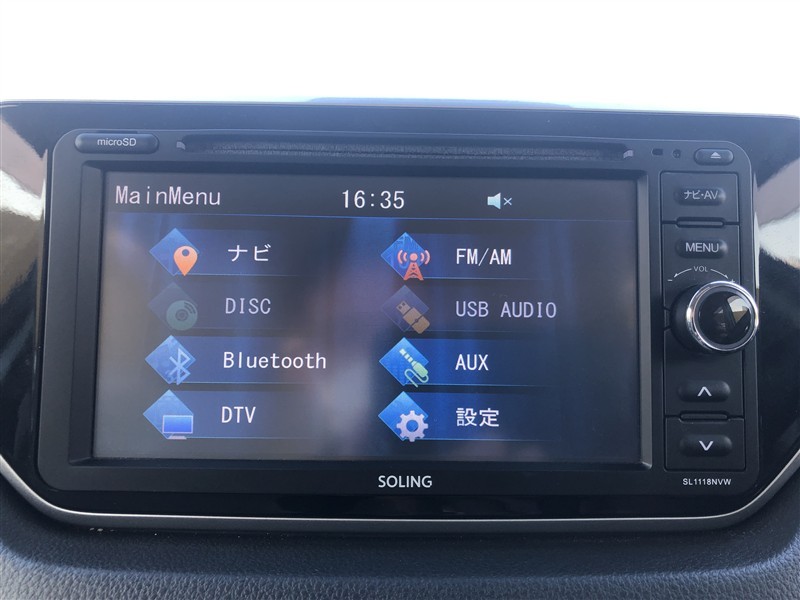 microSD
MainMenu 16:35
ナビ・AV
ナビ FM/AM
MENU
VOL
DISC USB AUDIO
Bluetooth AUX
DTV 設定
SOLING
SL1118NVW